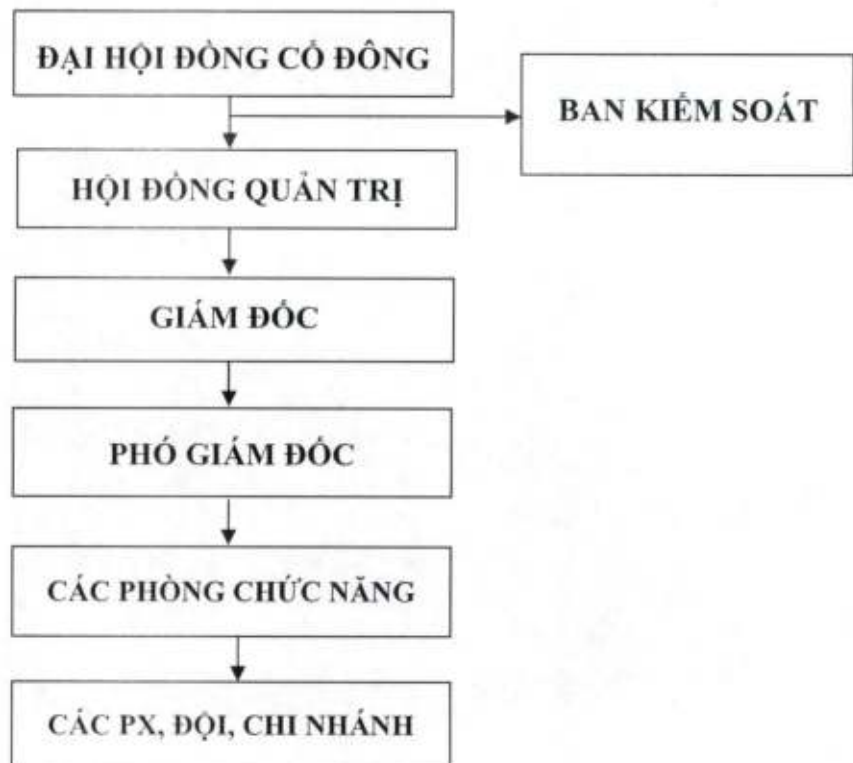 ĐẠI HỘI ĐỒNG CỔ ĐÔNG
BAN KIỂM SOÁT
HỘI ĐỒNG QUẢN TRỊ
GIÁM ĐỐC
PHÓ GIÁM ĐỐC
CÁC PHÒNG CHỨC NĂNG
CÁC PX, ĐỘI, CHI NHÁNH